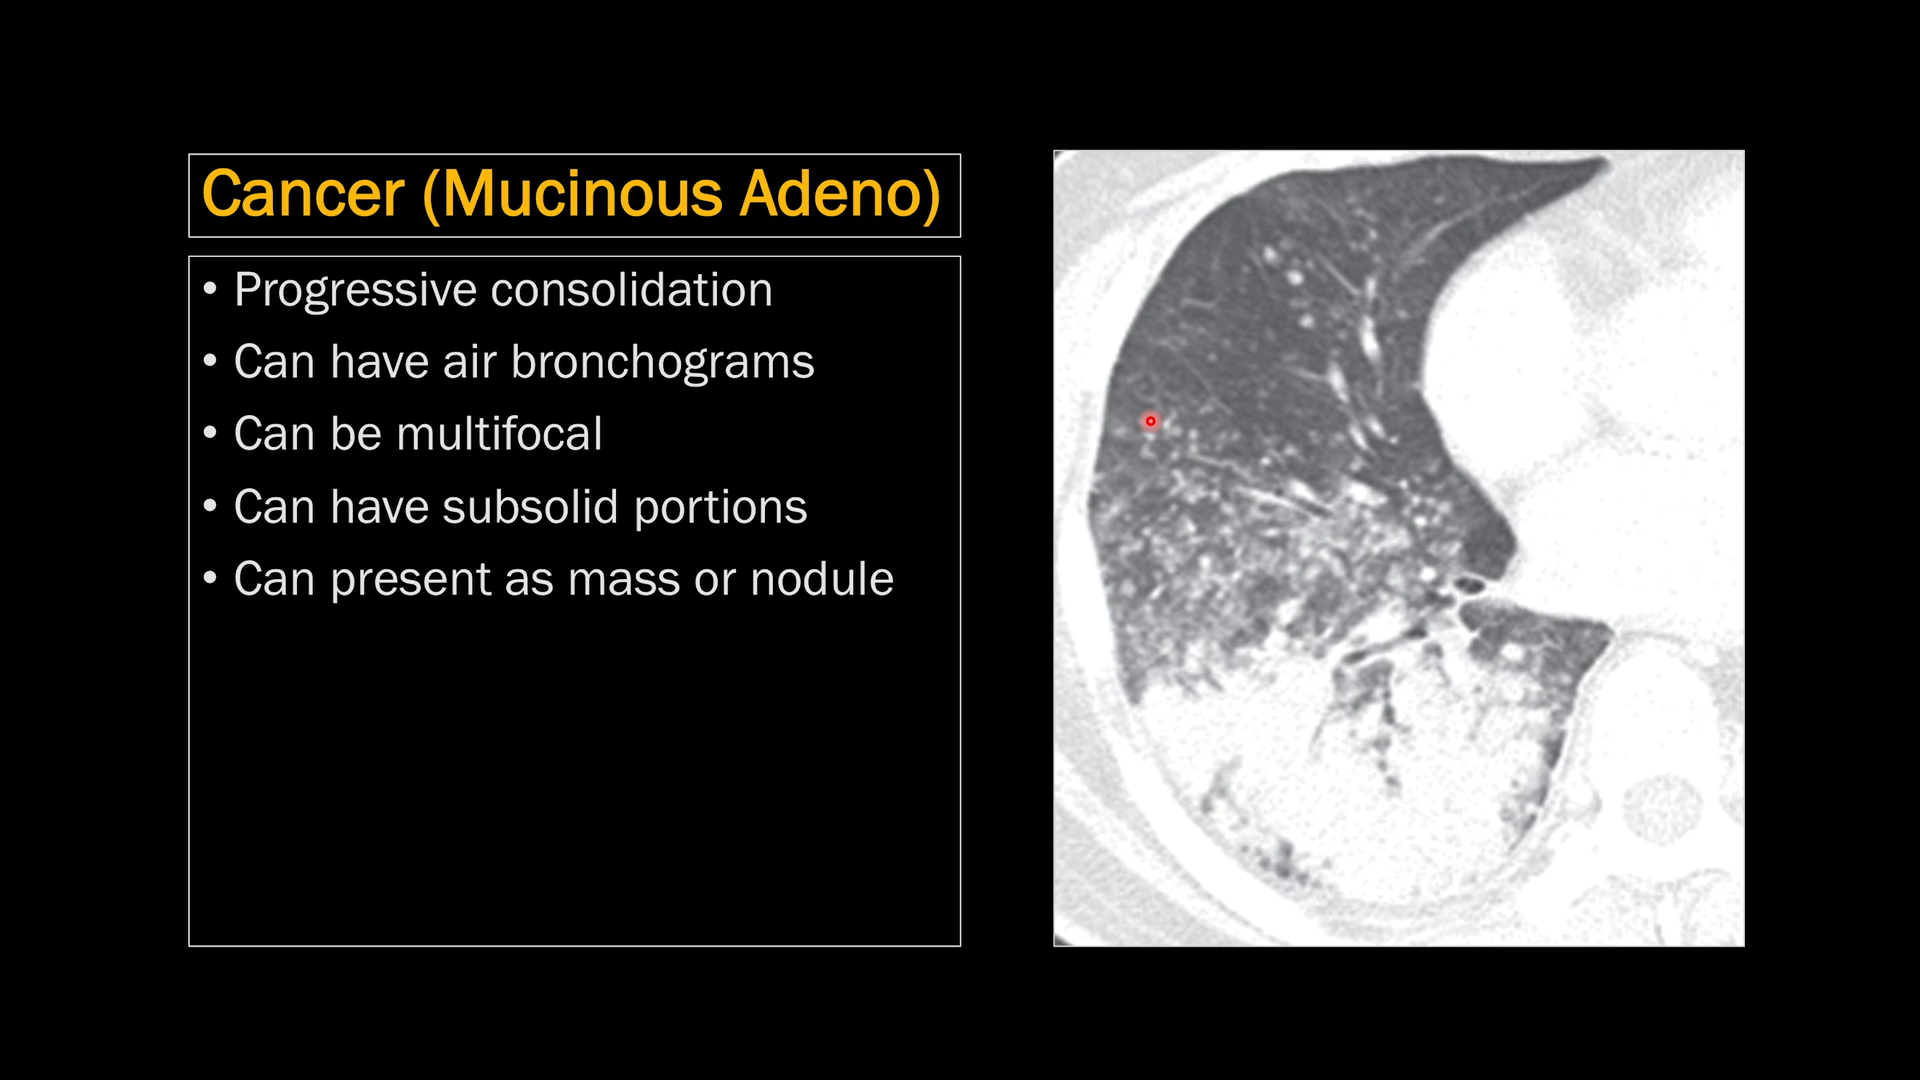 Cancer (Mucinous Adeno)
• Progressive consolidation
• Can have air bronchograms
• Can be multifocal
• Can have subsolid portions
• Can present as mass or nodule